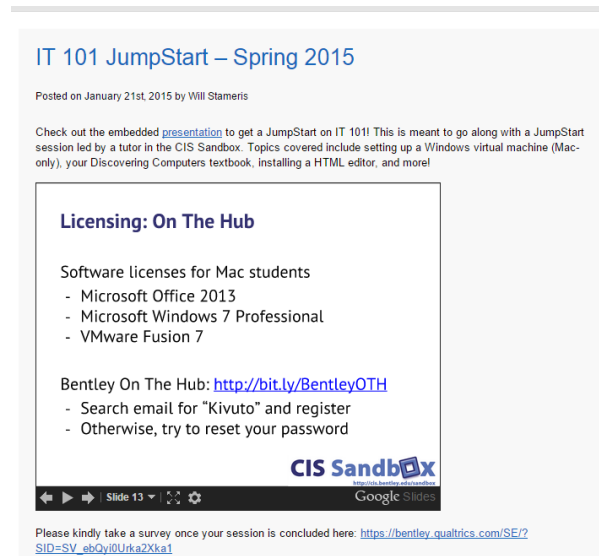 IT 101 JumpStart – Spring 2015
Posted on January 21st, 2015 by Will Stameris
Check out the embedded presentation to get a JumpStart on IT 101! This is meant to go along with a JumpStart
session led by a tutor in the CIS Sandbox. Topics covered include setting up a Windows virtual machine (Mac-
only), your Discovering Computers textbook, installing a HTML editor, and more!
Licensing: On The Hub
Software licenses for Mac students
- Microsoft Office 2013
- Microsoft Windows 7 Professional
- VMware Fusion 7
Bentley On The Hub: http://bit.ly/BentleyOTH
- Search email for “Kivuto” and register
- Otherwise, try to reset your password
CIS Sandbox
http://cis.bentley.edu/sandbox
Slide 13
Google Slides
Please kindly take a survey once your session is concluded here: https://bentley.qualtrics.com/SE/?
SID=SV_ebQyi0Urka2Xka1